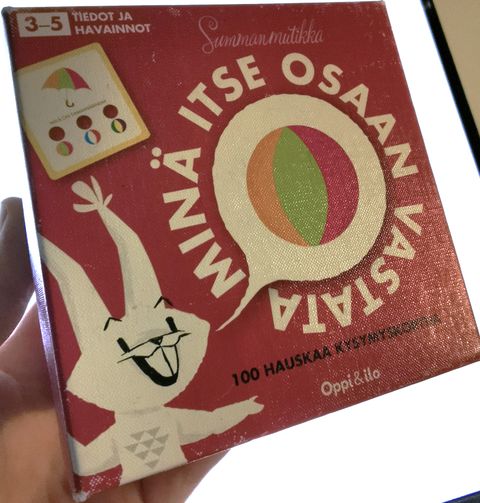 3–5 TIEDOT JA
HAVAINNOT
Summanmutikka
MINÄ ITSE OSAAN VASTATA
100 HAUSKAA KYSYMYSKORTTIA
Oppi&ilo